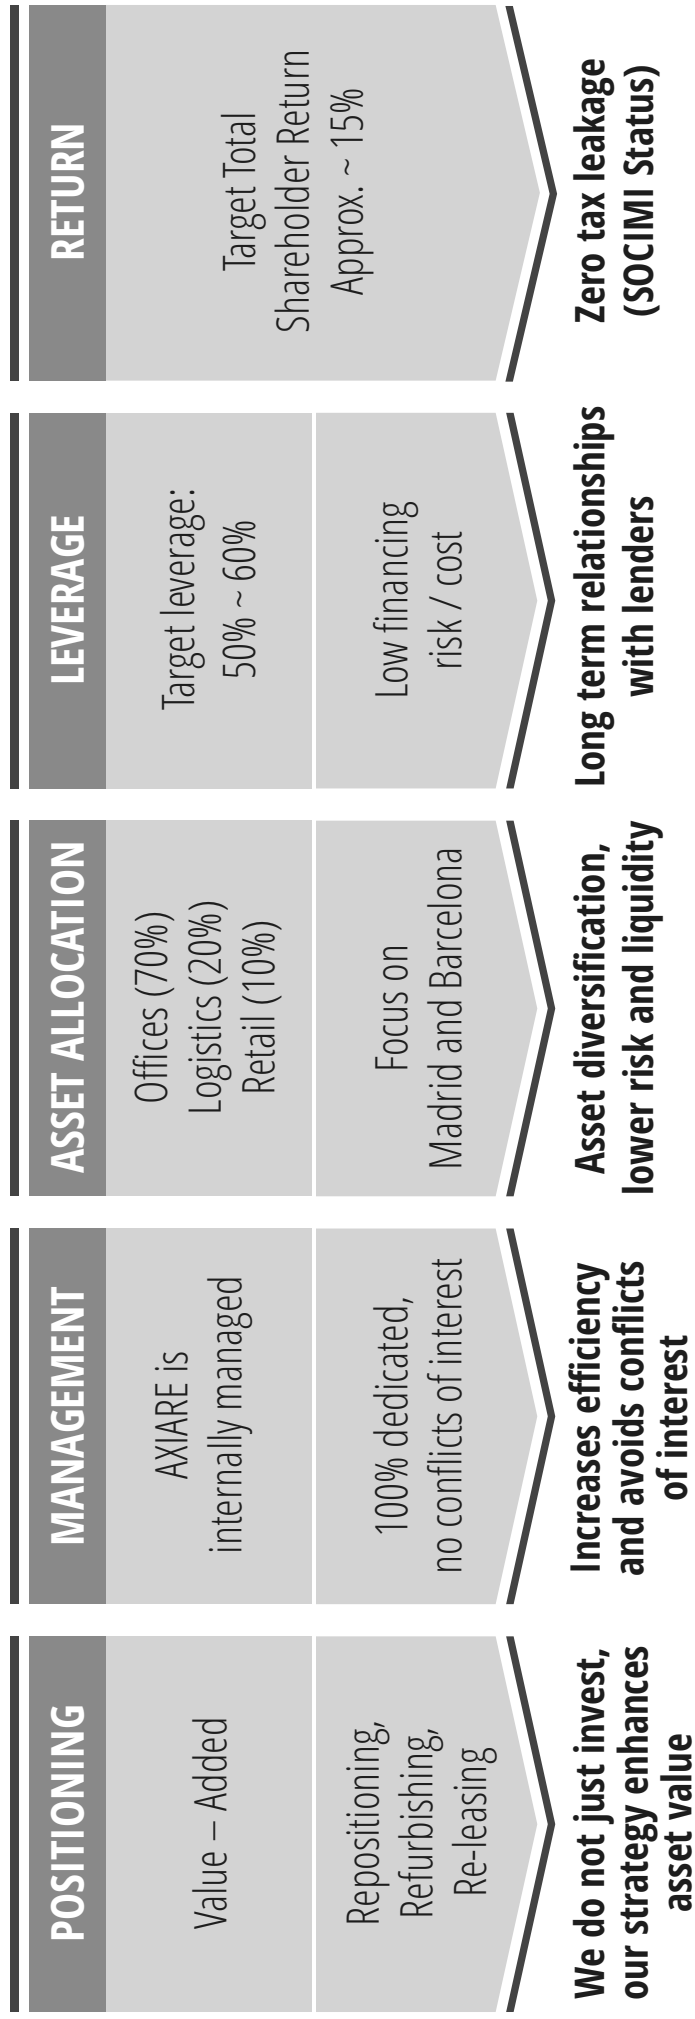 POSITIONING
Value – Added
Repositioning,
Refurbishing,
Re-leasing
We do not just invest,
our strategy enhances
asset value
MANAGEMENT
AXIARE is
internally managed
100% dedicated,
no conflicts of interest
Increases efficiency
and avoids conflicts
of interest
ASSET ALLOCATION
Offices (70%)
Logistics (20%)
Retail (10%)
Focus on
Madrid and Barcelona
Asset diversification,
lower risk and liquidity
LEVERAGE
Target leverage:
50% ~ 60%
Low financing
risk / cost
Long term relationships
with lenders
RETURN
Target Total
Shareholder Return
Approx. ~ 15%
Zero tax leakage
(SOCIMI Status)